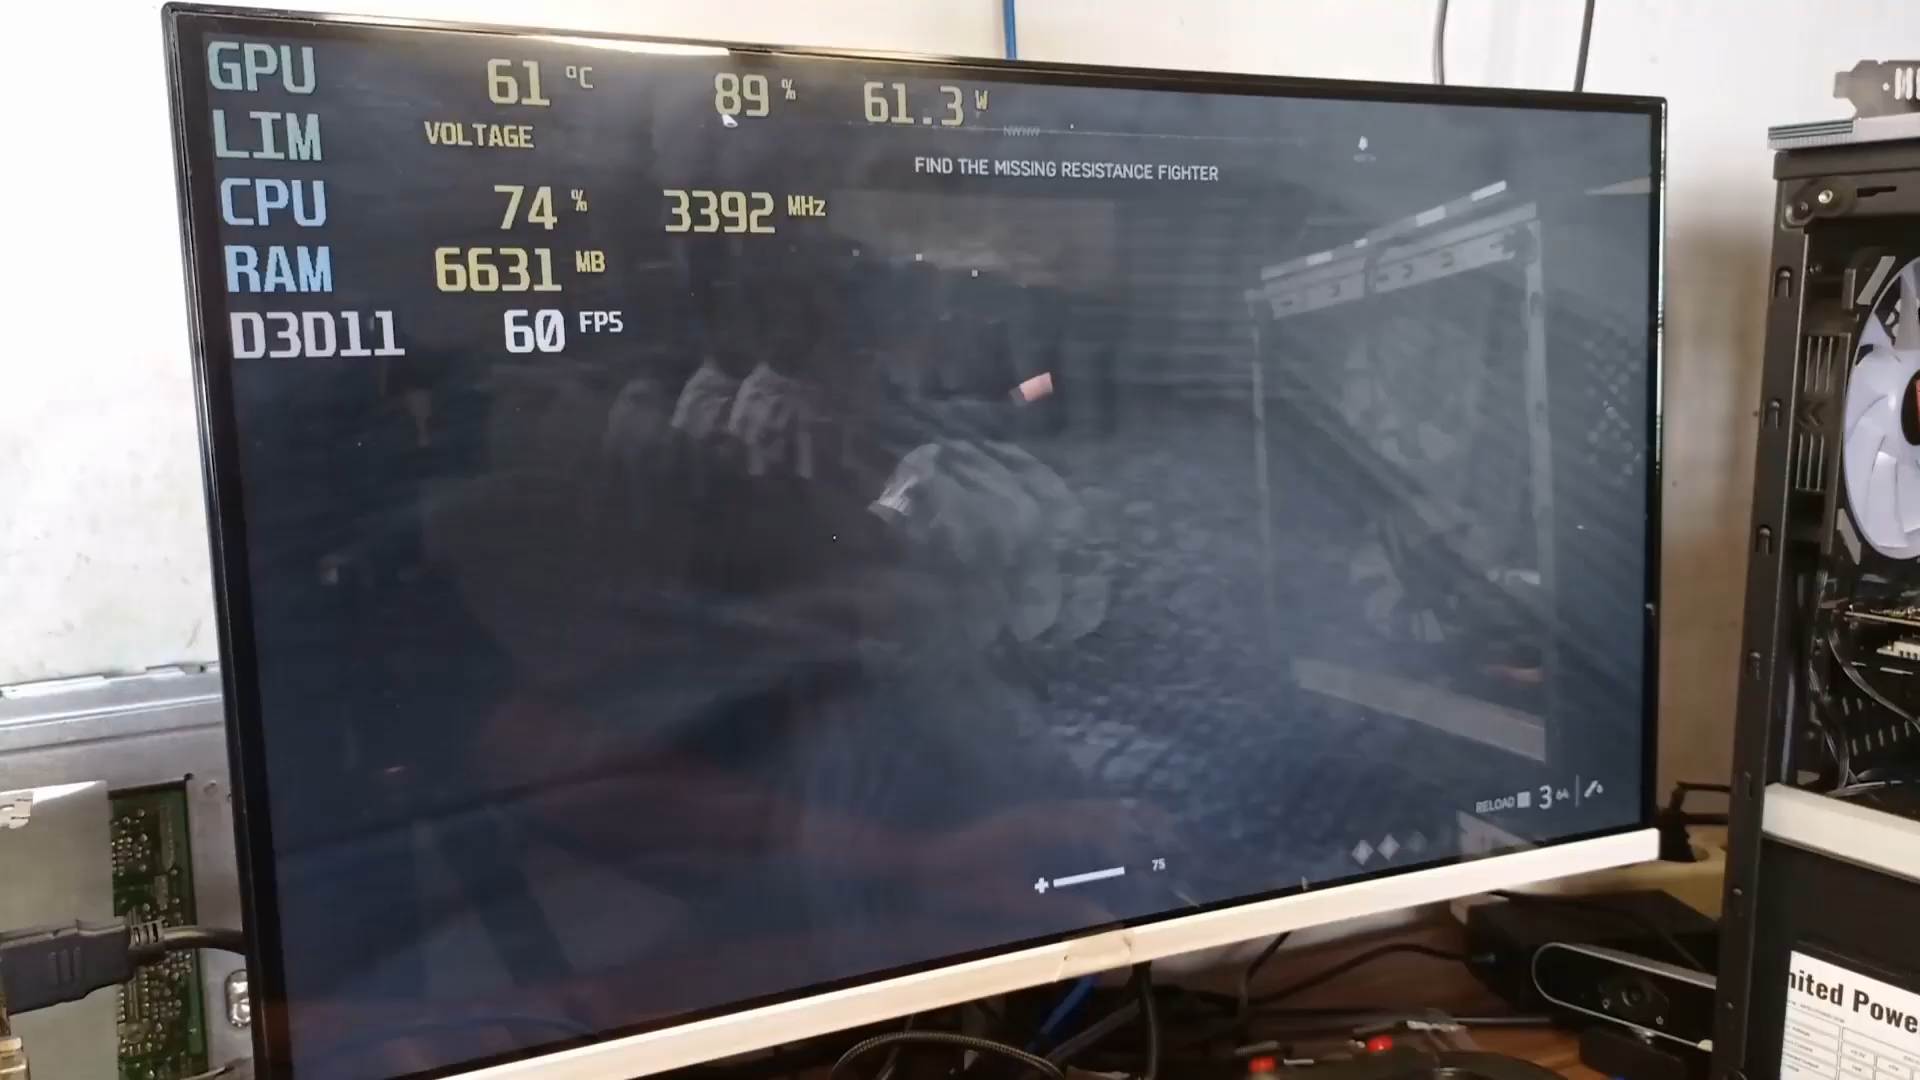 GPU 61 °C 89 % 61.3 W
LIM VOLTAGE
CPU 74 % 3392 MHz
RAM 6631 MB
D3D11 60 FPS
FIND THE MISSING RESISTANCE FIGHTER
RELOAD 3 64
75
nited Powe